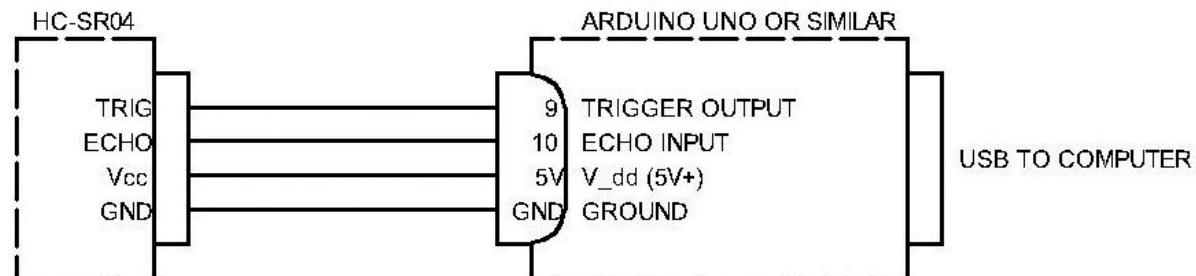 HC-SR04
ARDUINO UNO OR SIMILAR
TRIG
9 TRIGGER OUTPUT
ECHO
10 ECHO INPUT
Vcc
5V V_dd (5V+)
GND
GND GROUND
USB TO COMPUTER